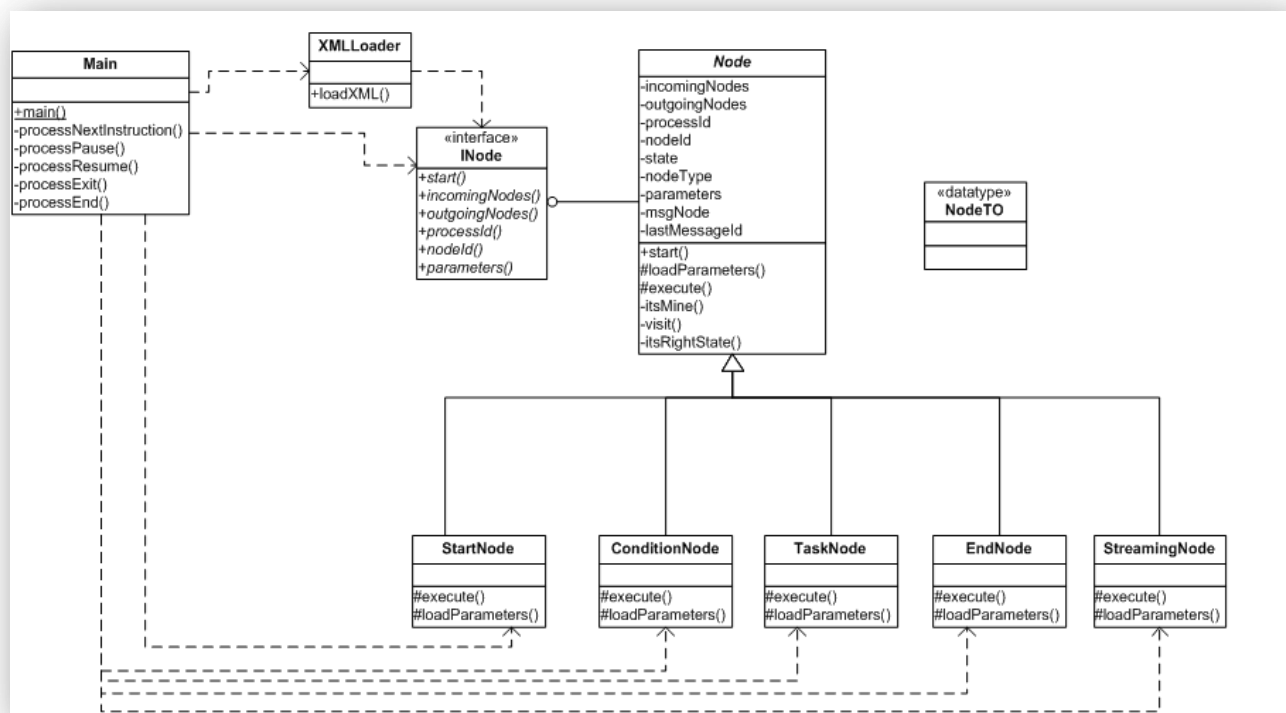 Main
+main()
-processNextInstruction()
-processPause()
-processResume()
-processExit()
-processEnd()
XMLLoader
+loadXML()
«interface»
INode
+start()
+incomingNodes()
+outgoingNodes()
+processId()
+nodeId()
+parameters()
Node
-incomingNodes
-outgoingNodes
-processId
-nodeId
-state
-nodeType
-parameters
-msgNode
-lastMessageId
+start()
#loadParameters()
#execute()
-itsMine()
-visit()
-itsRightState()
«datatype»
NodeTO
StartNode
#execute()
#loadParameters()
ConditionNode
#execute()
#loadParameters()
TaskNode
#execute()
#loadParameters()
EndNode
#execute()
#loadParameters()
StreamingNode
#execute()
#loadParameters()